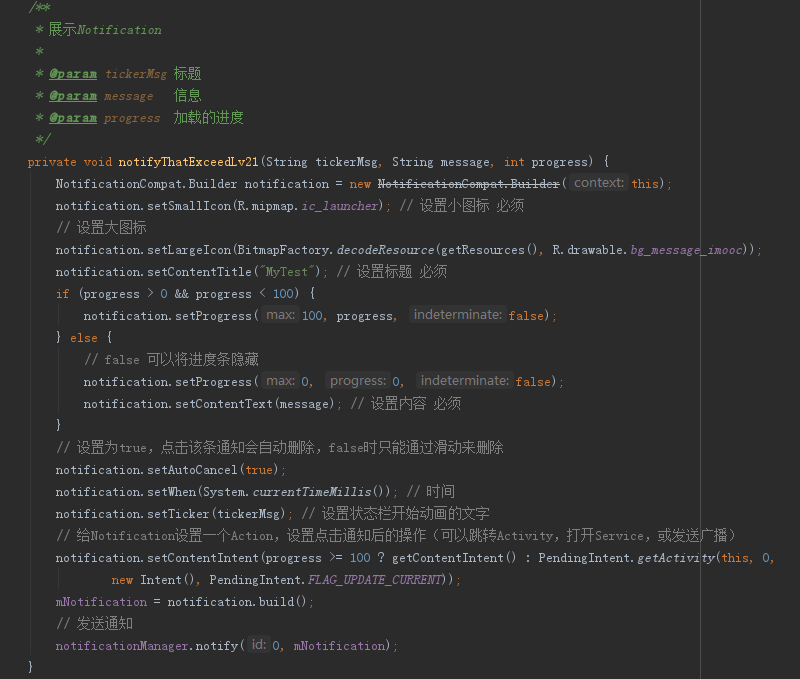 /**
* 展示Notification
*
* @param tickerMsg 标题
* @param message 信息
* @param progress 加载的进度
*/
private void notifyThatExceedLv21(String tickerMsg, String message, int progress) {
NotificationCompat.Builder notification = new NotificationCompat.Builder( context: this);
notification.setSmallIcon(R.mipmap.ic_launcher); // 设置小图标 必须
// 设置大图标
notification.setLargeIcon(BitmapFactory.decodeResource(getResources(), R.drawable.bg_message_imooc));
notification.setContentTitle("MyTest"); // 设置标题 必须
if (progress > 0 && progress < 100) {
notification.setProgress( max: 100, progress, indeterminate: false);
} else {
// false 可以将进度条隐藏
notification.setProgress( max: 0, progress: 0, indeterminate: false);
notification.setContentText(message); // 设置内容 必须
}
// 设置为true，点击该条通知会自动删除，false时只能通过滑动来删除
notification.setAutoCancel(true);
notification.setWhen(System.currentTimeMillis()); // 时间
notification.setTicker(tickerMsg); // 设置状态栏开始动画的文字
// 给Notification设置一个Action，设置点击通知后的操作（可以跳转Activity，打开Service，或发送广播）
notification.setContentIntent(progress >= 100 ? getContentIntent() : PendingIntent.getActivity(this, 0,
new Intent(), PendingIntent.FLAG_UPDATE_CURRENT));
mNotification = notification.build();
// 发送通知
notificationManager.notify( id: 0, mNotification);
}